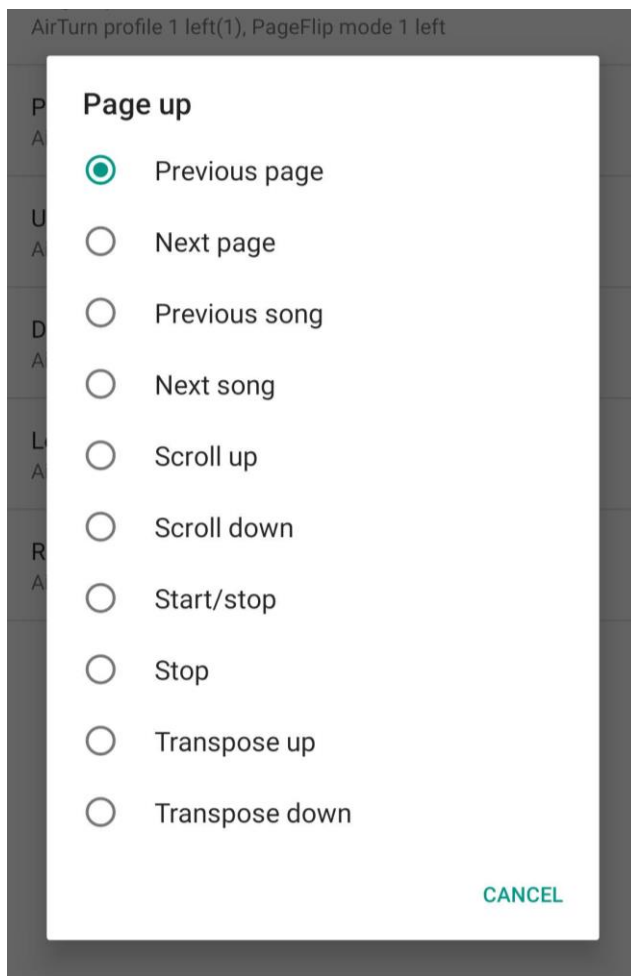 AirTurn profile 1 left(1), PageFlip mode 1 left
Page up
Previous page
Next page
Previous song
Next song
Scroll up
Scroll down
Start/stop
Stop
Transpose up
Transpose down
CANCEL